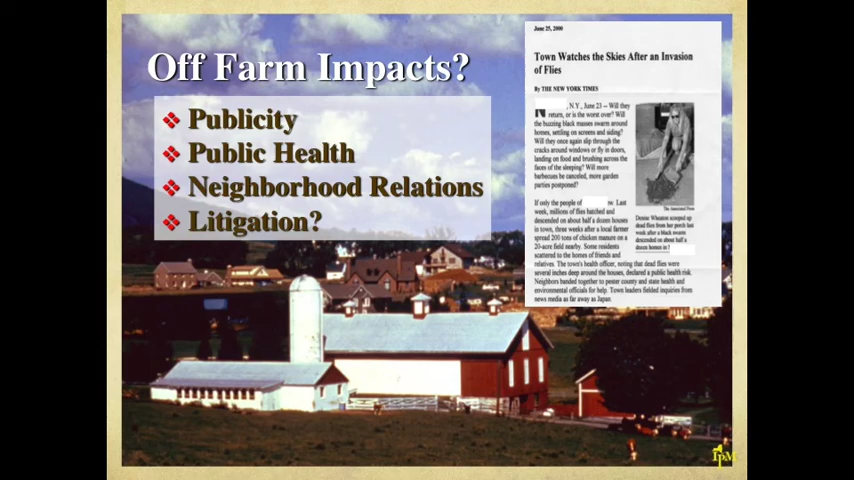 Off Farm Impacts?
Publicity
Public Health
Neighborhood Relations
Litigation?
June 25, 2000
Town Watches the Skies After an Invasion
of Flies
By THE NEW YORK TIMES
N.Y., June 23 -- Will they
return, or is the worst over? Will
the buzzing black masses swarm around
homes, settling on screens and siding?
Will they once again slip through the
cracks around windows or fly in doors,
landing on food and brushing across the
faces of the sleeping? Will more
barbecues be canceled, more garden
parties postponed?
If only the people of w. Last
week, millions of flies hatched and
descended on about half a dozen houses
in town, three weeks after a local farmer
spread 200 tons of chicken manure on a
20-acre field nearby. Some residents
scattered to the homes of friends and
relatives. The town's health officer, noting that dead flies were
several inches deep around the houses, declared a public health risk.
Neighbors banded together to pester county and state health and
environmental officials for help. Town leaders fielded inquiries from
news media as far away as Japan.
The Associated Press
Denise Wheaton scooped up
dead flies from her porch last
week after a black swarm
descended on about half a
dozen homes in
IPM